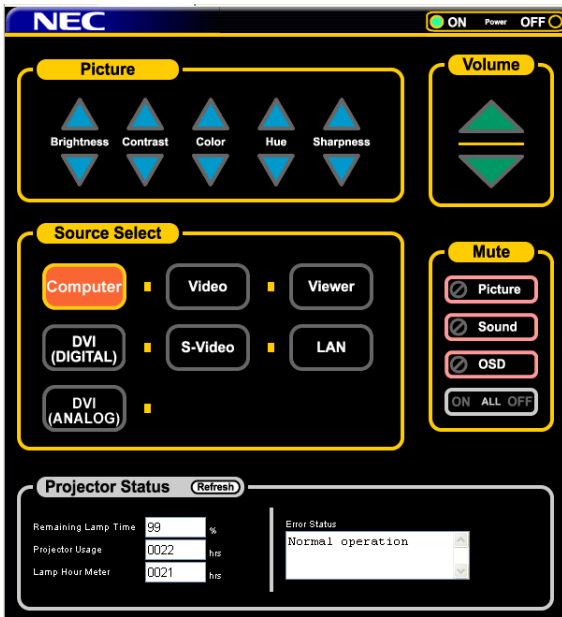 NEC
ON Power OFF
Picture
Brightness Contrast Color Hue Sharpness
Volume
Source Select
Computer Video Viewer
DVI
(DIGITAL)
S-Video LAN
DVI
(ANALOG)
Mute
Picture
Sound
OSD
ON ALL OFF
Projector Status Refresh
Remaining Lamp Time 99 %
Projector Usage 0022 hrs
Lamp Hour Meter 0021 hrs
Error Status
Normal operation